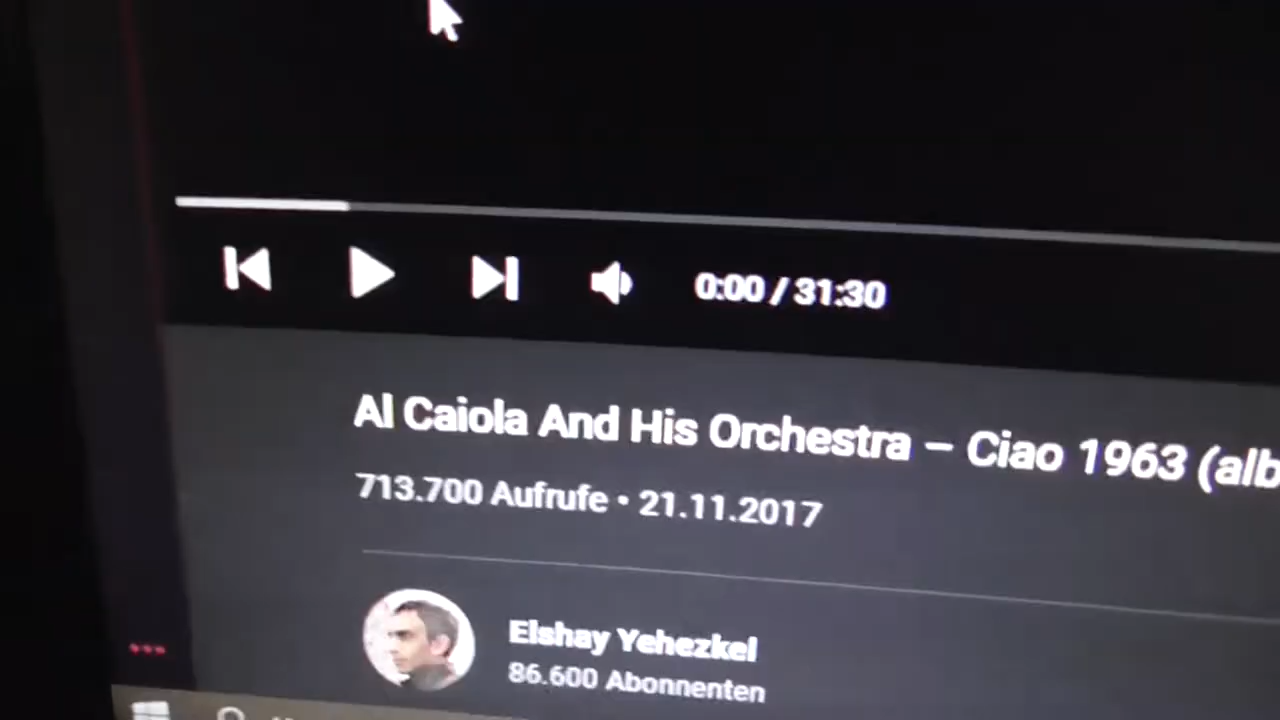 0:00 / 31:30
Al Caiola And His Orchestra – Ciao 1963 (alb
713.700 Aufrufe • 21.11.2017
Elshay Yehezkel
86.600 Abonnenten